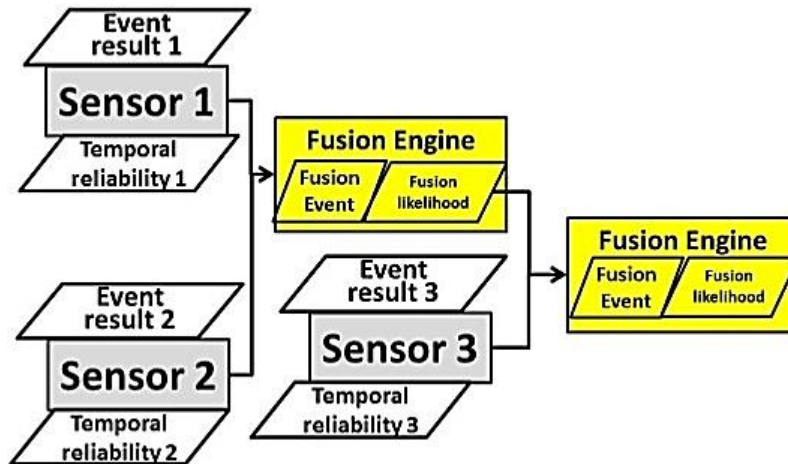 Event
result 1
Sensor 1
Temporal
reliability 1
Fusion Engine
Fusion
Event
Fusion
likelihood
Event
result 2
Sensor 2
Temporal
reliability 2
Event
result 3
Sensor 3
Temporal
reliability 3
Fusion Engine
Fusion
Event
Fusion
likelihood